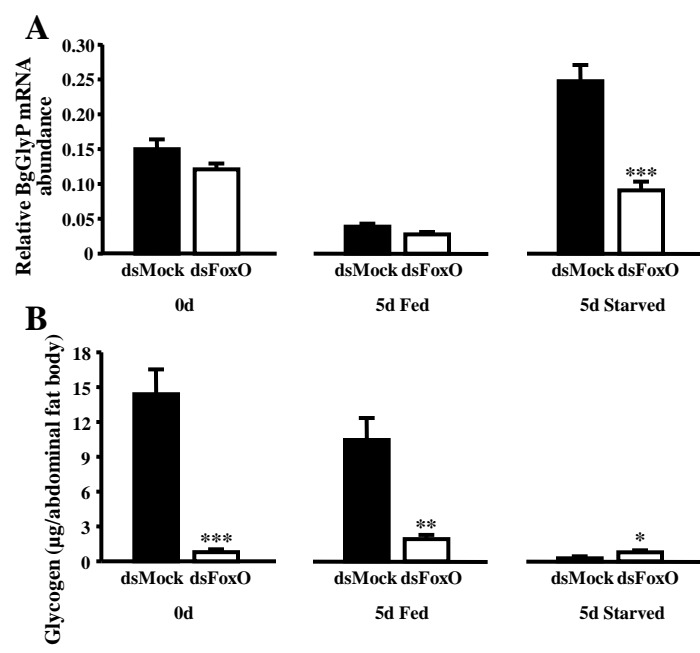 A
Relative BgGlyP mRNA
abundance
0.30
0.25
0.20
0.15
0.10
0.05
0
***
dsMock dsFoxO
dsMock dsFoxO
dsMock dsFoxO
0d
5d Fed
5d Starved
B
Glycogen (μg/abdominal fat body)
18
15
12
9
6
3
0
***
**
*
dsMock dsFoxO
dsMock dsFoxO
dsMock dsFoxO
0d
5d Fed
5d Starved